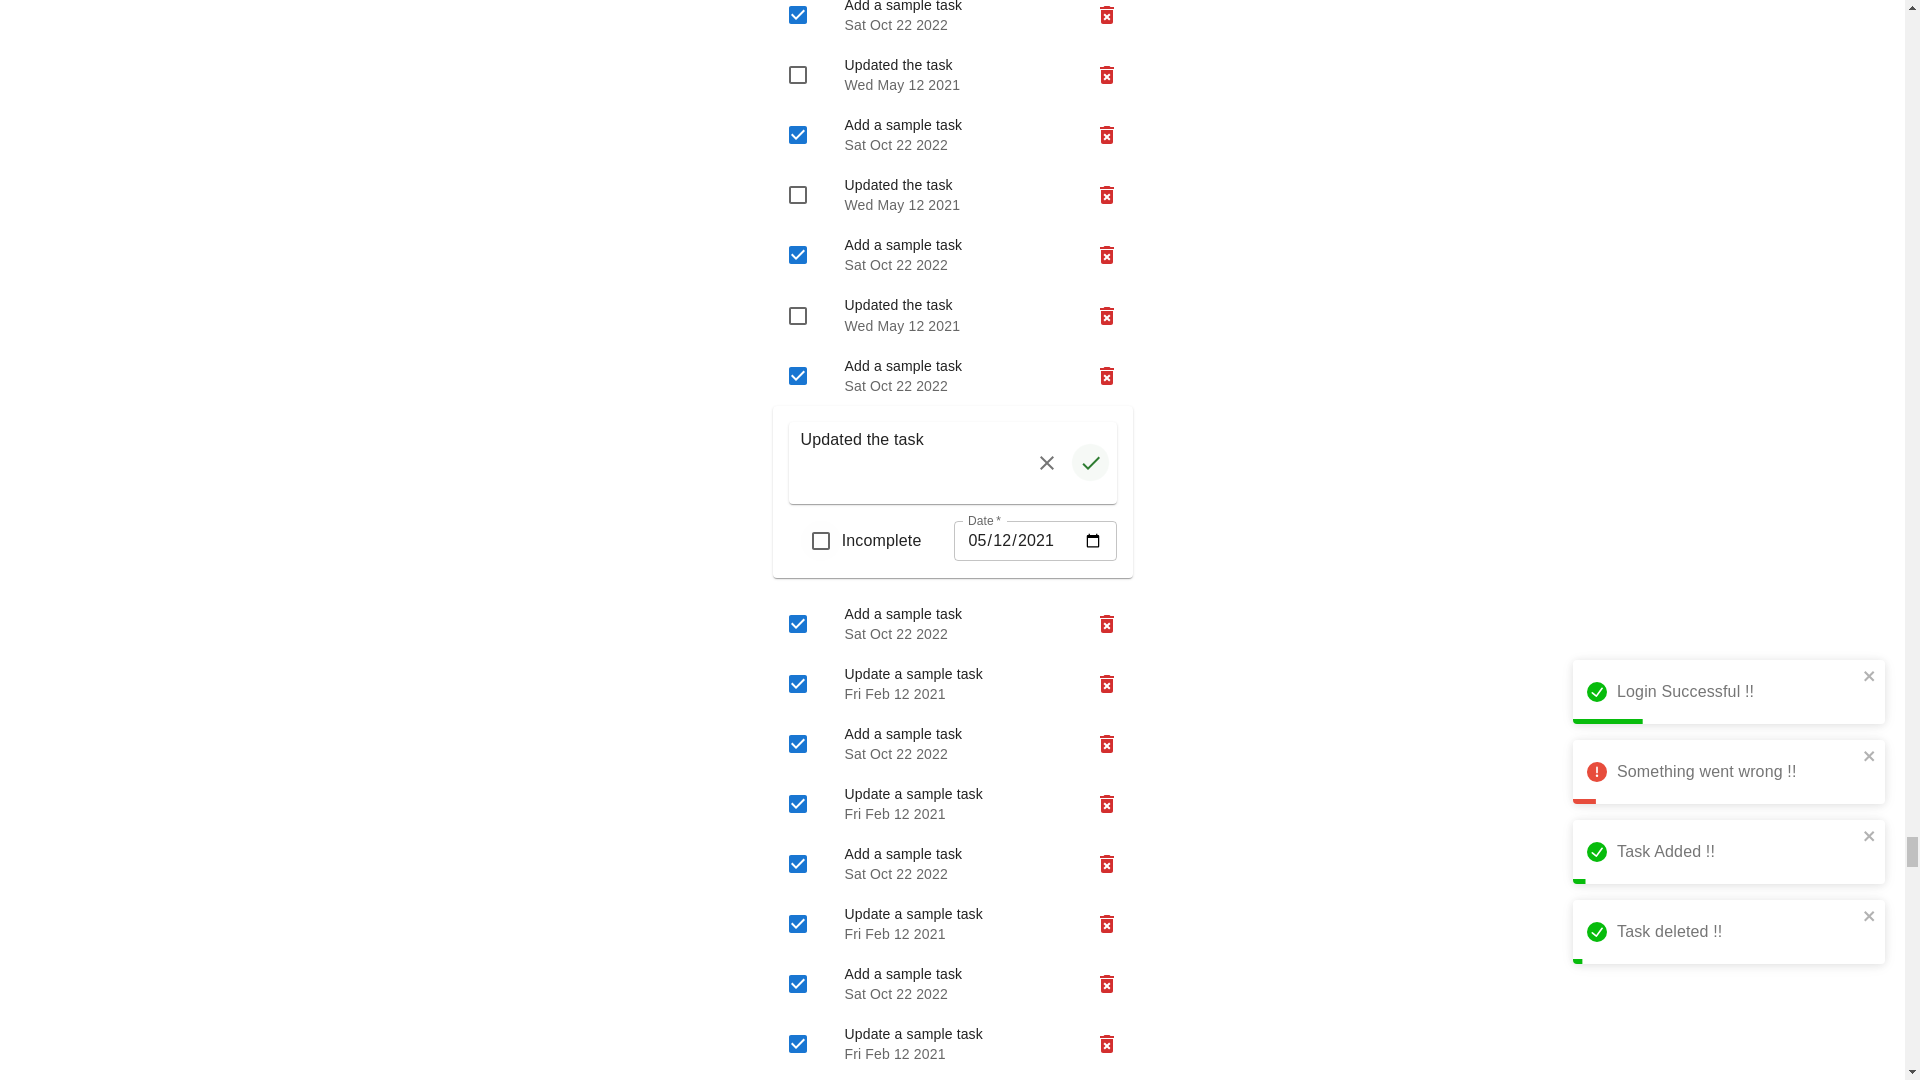 Add a sample task
Sat Oct 22 2022
Updated the task
Wed May 12 2021
Add a sample task
Sat Oct 22 2022
Updated the task
Wed May 12 2021
Add a sample task
Sat Oct 22 2022
Updated the task
Wed May 12 2021
Add a sample task
Sat Oct 22 2022
Updated the task
Date *
Incomplete
05/12/2021
Add a sample task
Sat Oct 22 2022
Update a sample task
Fri Feb 12 2021
Add a sample task
Sat Oct 22 2022
Update a sample task
Fri Feb 12 2021
Add a sample task
Sat Oct 22 2022
Update a sample task
Fri Feb 12 2021
Add a sample task
Sat Oct 22 2022
Update a sample task
Fri Feb 12 2021
Login Successful !!
Something went wrong !!
Task Added !!
Task deleted !!